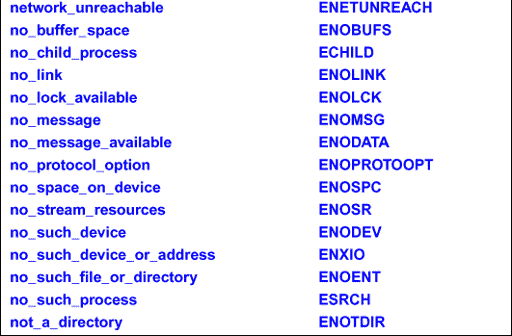 network_unreachable ENETUNREACH
no_buffer_space ENOBUFS
no_child_process ECHILD
no_link ENOLINK
no_lock_available ENOLCK
no_message ENOMSG
no_message_available ENODATA
no_protocol_option ENOPROTOOPT
no_space_on_device ENOSPC
no_stream_resources ENOSR
no_such_device ENODEV
no_such_device_or_address ENXIO
no_such_file_or_directory ENOENT
no_such_process ESRCH
not_a_directory ENOTDIR